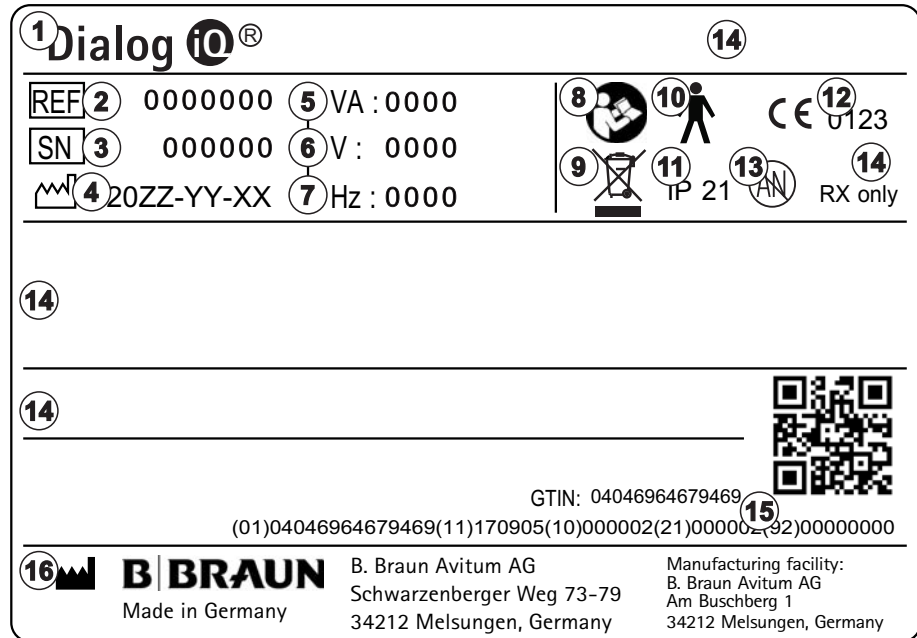 1 Dialog iQ® 14
REF 2 0000000 5 VA : 0000 8 10 CE 12 0123
SN 3 000000 6 V : 0000
4 20ZZ-YY-XX 7 Hz : 0000 9 11 IP 21 13 AN 14 RX only
14
14
GTIN: 04046964679469
15
(01)04046964679469(11)170905(10)000002(21)000002(92)00000000
16 B|BRAUN
Made in Germany
B. Braun Avitum AG
Schwarzenberger Weg 73-79
34212 Melsungen, Germany
Manufacturing facility:
B. Braun Avitum AG
Am Buschberg 1
34212 Melsungen, Germany